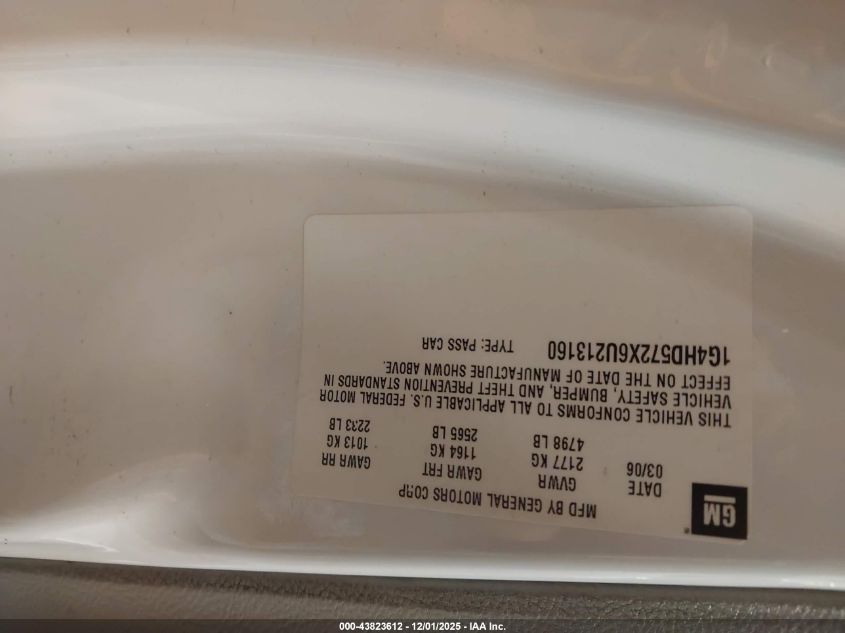 GM
MFD BY GENERAL MOTORS CORP
DATE GVWR GAWR FRT GAWR RR
03/06 2177 KG 1164 KG 1013 KG
4798 LB 2565 LB 2233 LB
THIS VEHICLE CONFORMS TO ALL APPLICABLE U.S. FEDERAL MOTOR
VEHICLE SAFETY, BUMPER, AND THEFT PREVENTION STANDARDS IN
EFFECT ON THE DATE OF MANUFACTURE SHOWN ABOVE.
1G4HD572X6U213160 TYPE: PASS CAR
000-43823612 - 12/01/2025 - IAA Inc.